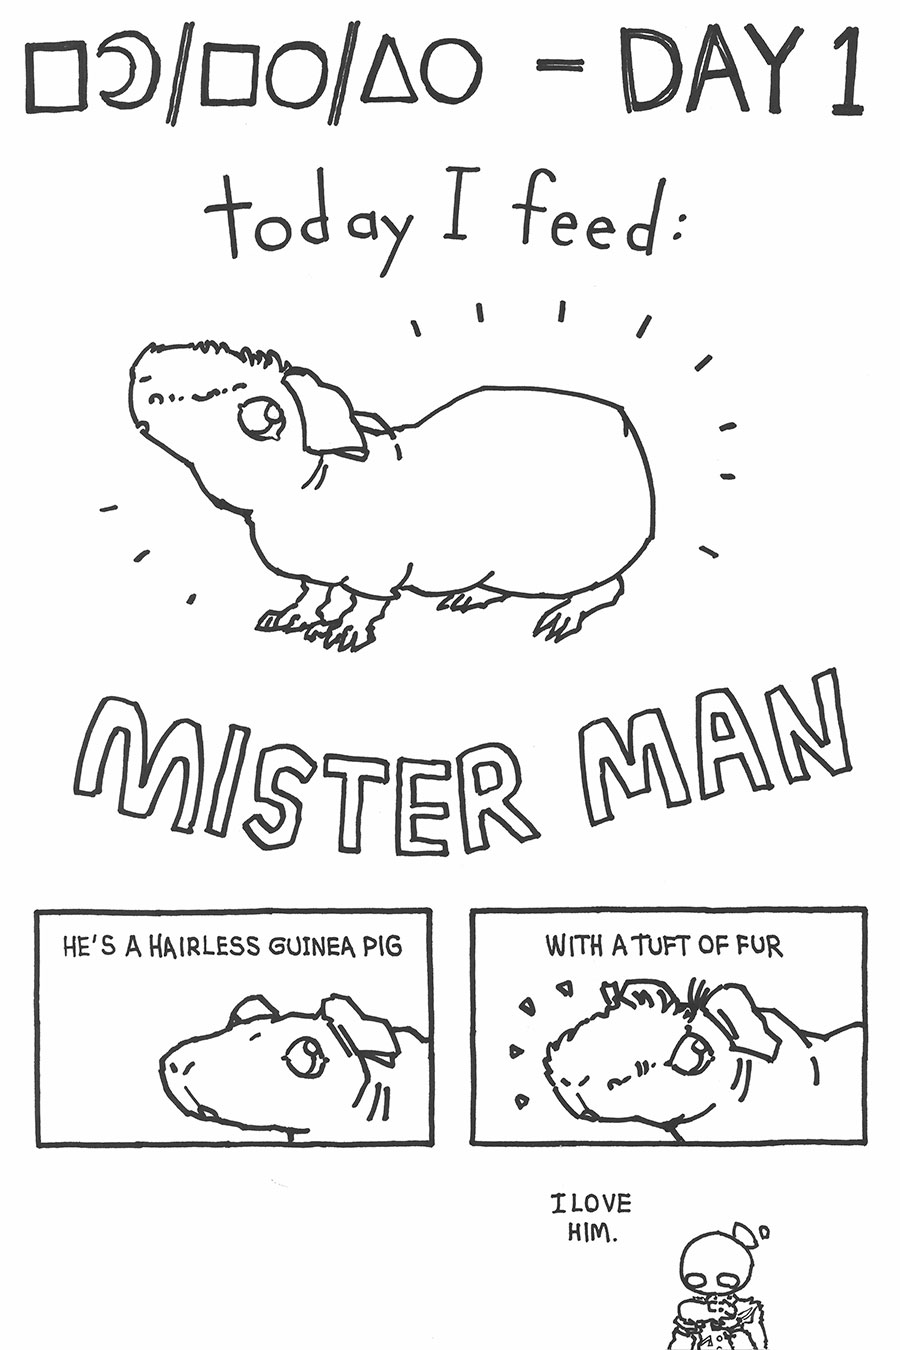 □☽/□○/△○ - DAY 1
today I feed:
MISTER MAN
HE'S A HAIRLESS GUINEA PIG
WITH A TUFT OF FUR
I LOVE
HIM.